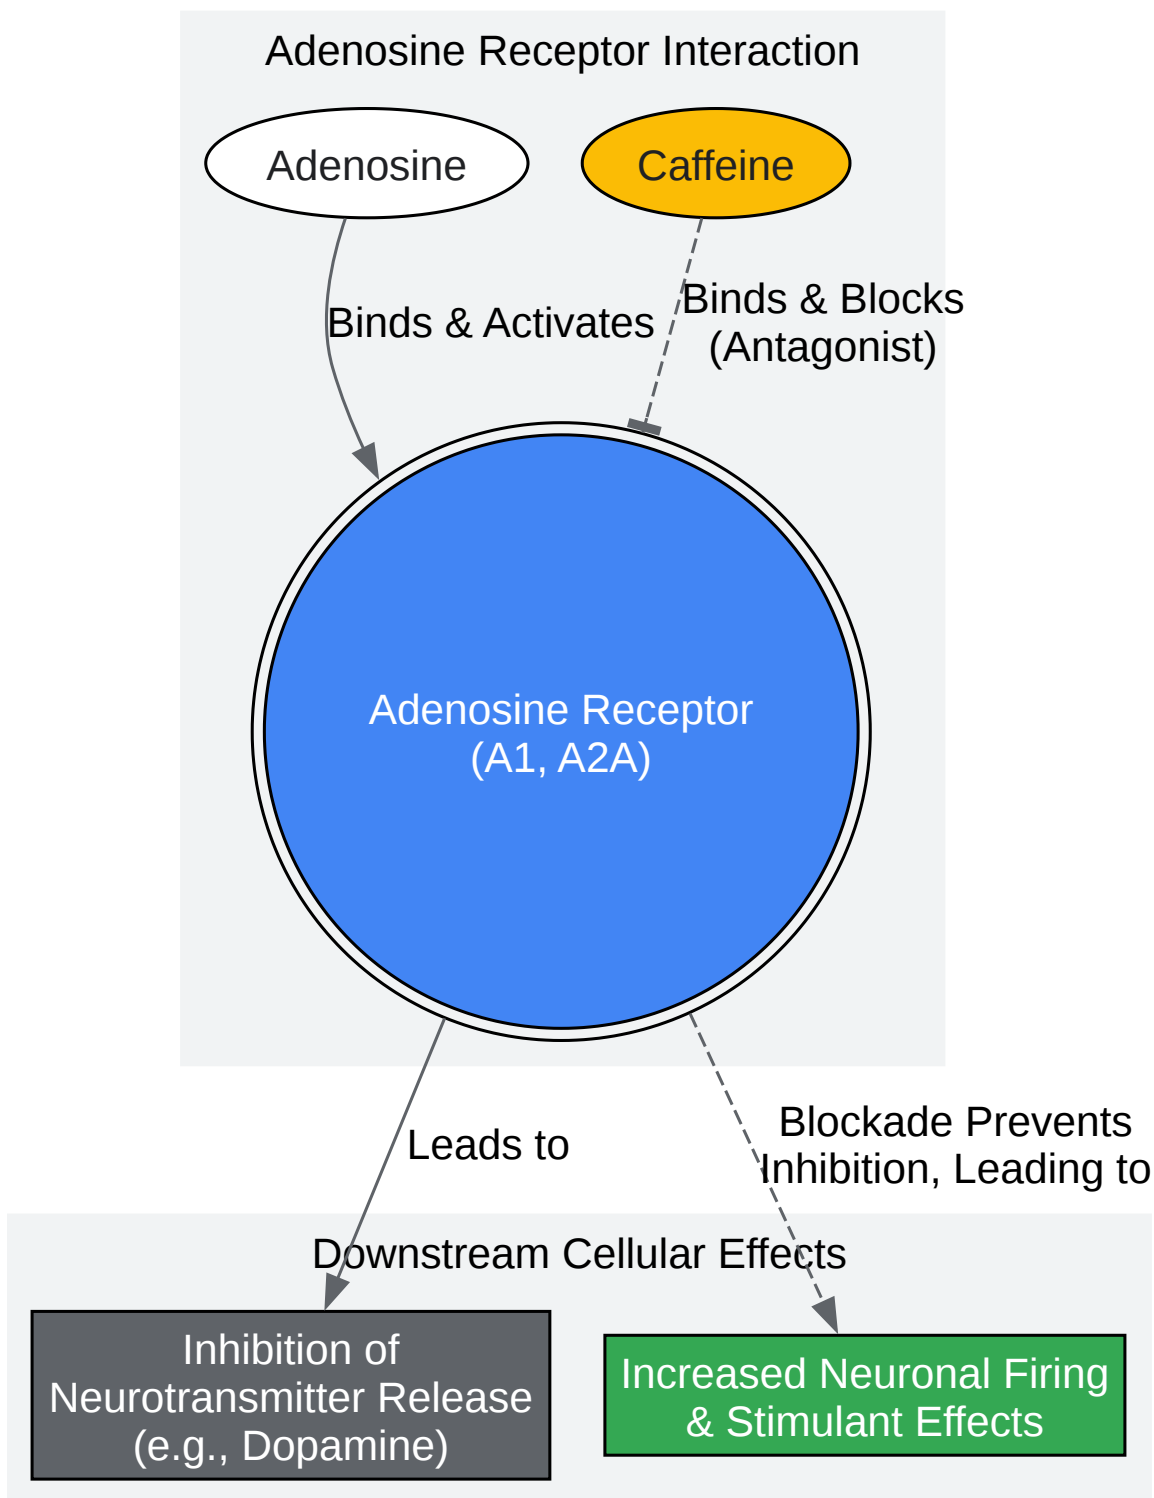 Adenosine Receptor Interaction
Adenosine
Caffeine
Binds & Activates
Binds & Blocks
(Antagonist)
Adenosine Receptor
(A1, A2A)
Leads to
Blockade Prevents
Inhibition, Leading to
Downstream Cellular Effects
Inhibition of
Neurotransmitter Release
(e.g., Dopamine)
Increased Neuronal Firing
& Stimulant Effects